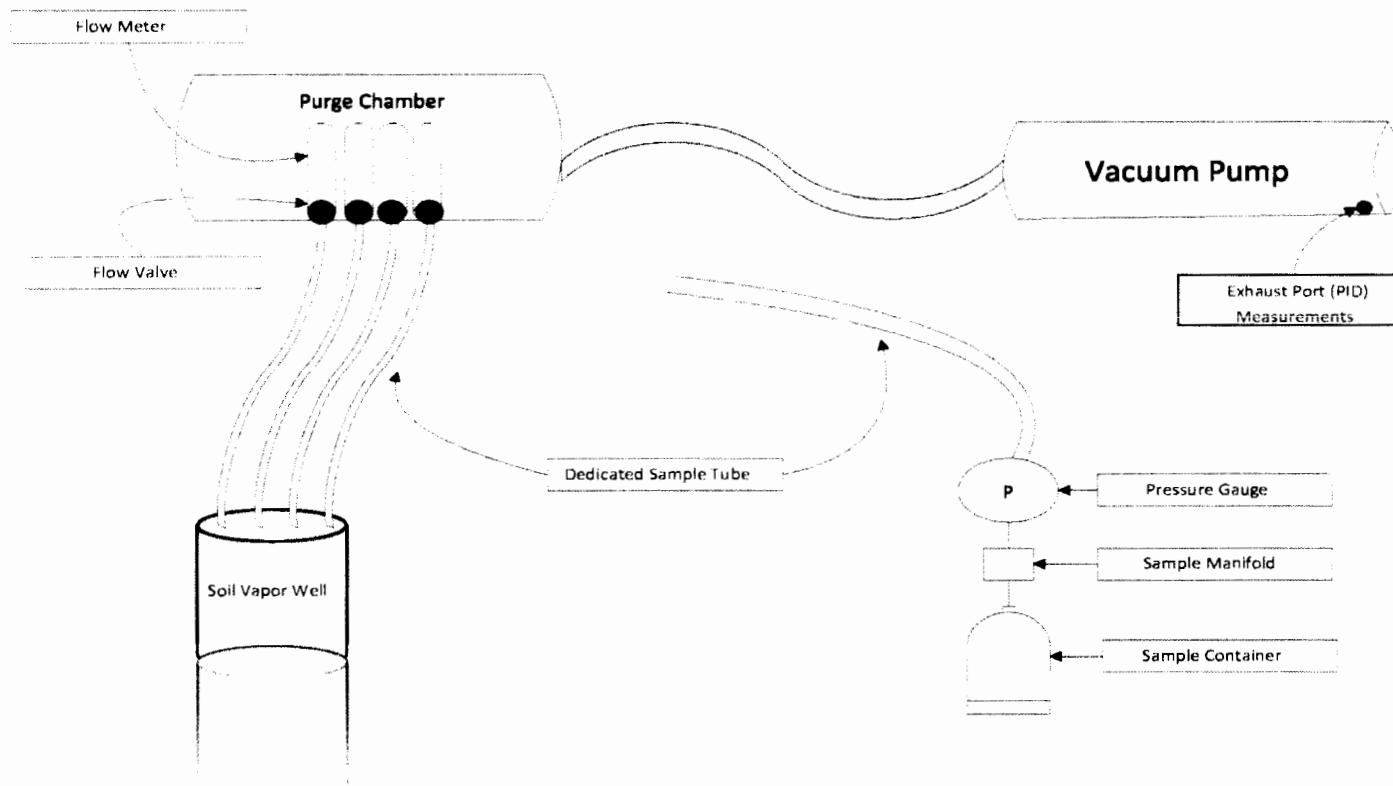 Flow Meter
Purge Chamber
Vacuum Pump
Flow Valve
Exhaust Port (PID)
Measurements
Dedicated Sample Tube
P
Pressure Gauge
Sample Manifold
Soil Vapor Well
Sample Container